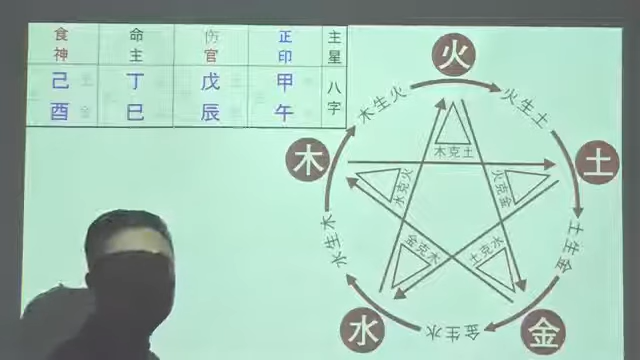 食神 命主 伤官 正印 主星
己 丁 戊 甲 八字
酉 巳 辰 午
火
木生火
火生土
木
木克土
土
水克火
火克金
水生木
金克木
土克水
土生金
水
金生水
金